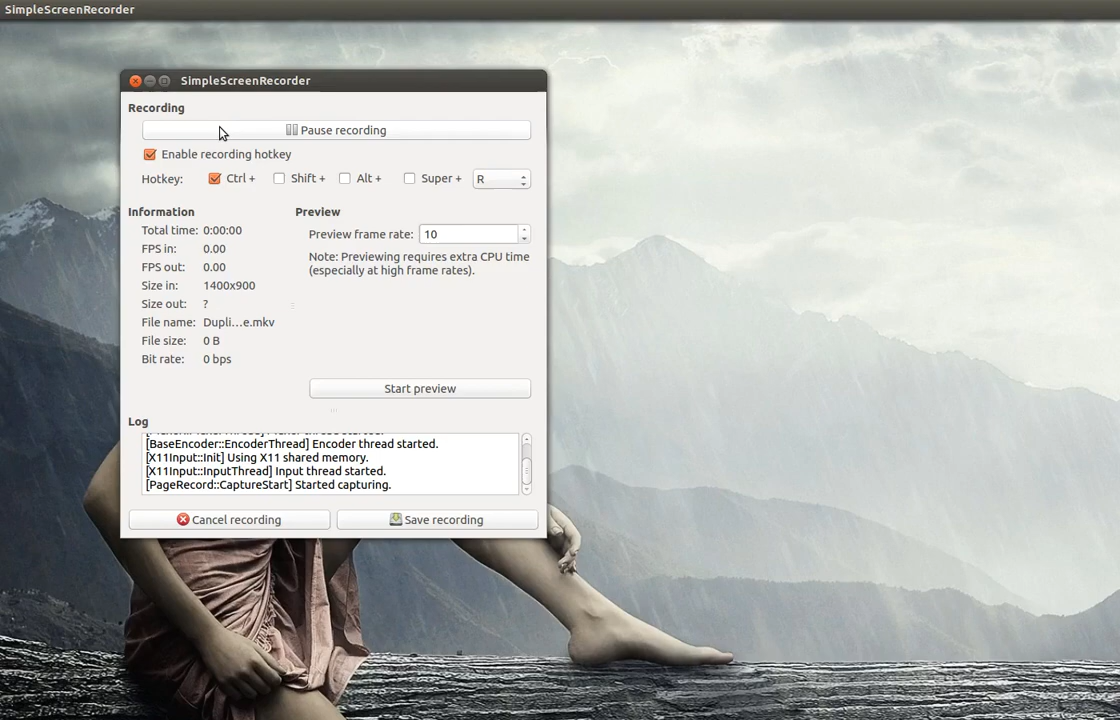 SimpleScreenRecorder
SimpleScreenRecorder
Recording
Pause recording
Enable recording hotkey
Hotkey: Ctrl + Shift + Alt + Super + R
Information
Total time: 0:00:00
FPS in: 0.00
FPS out: 0.00
Size in: 1400x900
Size out: ?
File name: Dupli...e.mkv
File size: 0 B
Bit rate: 0 bps
Preview
Preview frame rate: 10
Note: Previewing requires extra CPU time
(especially at high frame rates).
Start preview
Log
[BaseEncoder::EncoderThread] Encoder thread started.
[X11Input::Init] Using X11 shared memory.
[X11Input::InputThread] Input thread started.
[PageRecord::CaptureStart] Started capturing.
Cancel recording
Save recording